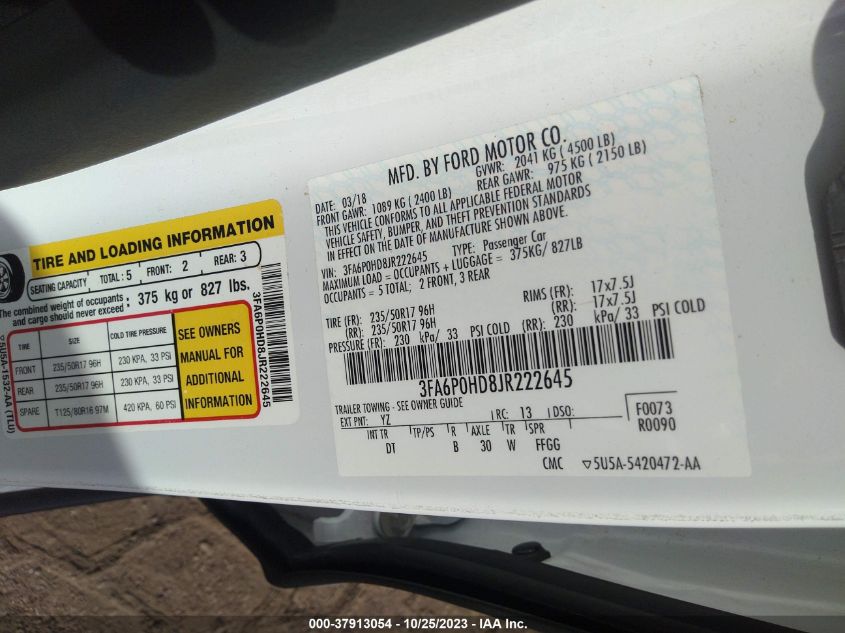 TIRE AND LOADING INFORMATION
SEATING CAPACITY TOTAL: 5 FRONT: 2 REAR: 3
The combined weight of occupants and cargo should never exceed: 375 kg or 827 lbs.
TIRE SIZE COLD TIRE PRESSURE
FRONT 235/50R17 96H 230 KPA, 33 PSI
REAR 235/50R17 96H 230 KPA, 33 PSI
SPARE T125/80R16 97M 420 KPA, 60 PSI
SEE OWNERS
MANUAL FOR
ADDITIONAL
INFORMATION
3FA6P0HD8JR222645
▽5U5A-1532-AA (TLU)
MFD. BY FORD MOTOR CO.
DATE: 03/18 GVWR: 2041 KG ( 4500 LB)
FRONT GAWR: 1089 KG ( 2400 LB) REAR GAWR: 975 KG ( 2150 LB)
THIS VEHICLE CONFORMS TO ALL APPLICABLE FEDERAL MOTOR
VEHICLE SAFETY, BUMPER, AND THEFT PREVENTION STANDARDS
IN EFFECT ON THE DATE OF MANUFACTURE SHOWN ABOVE.
VIN: 3FA6P0HD8JR222645 TYPE: Passenger Car
MAXIMUM LOAD = OCCUPANTS + LUGGAGE = 375KG/ 827LB
OCCUPANTS = 5 TOTAL; 2 FRONT, 3 REAR
TIRE (FR): 235/50R17 96H RIMS (FR): 17x7.5J
(RR): 235/50R17 96H (RR): 17x7.5J
PRESSURE (FR): 230 kPa/ 33 PSI COLD (RR): 230 kPa/ 33 PSI COLD
3FA6P0HD8JR222645
TRAILER TOWING - SEE OWNER GUIDE
EXT PNT: YZ RC: 13 DSO: F0073
INT TR TP/PS R AXLE TR SPR R0090
DT B 30 W FFGG
CMC ▽5U5A-5420472-AA
000-37913054 - 10/25/2023 - IAA Inc.